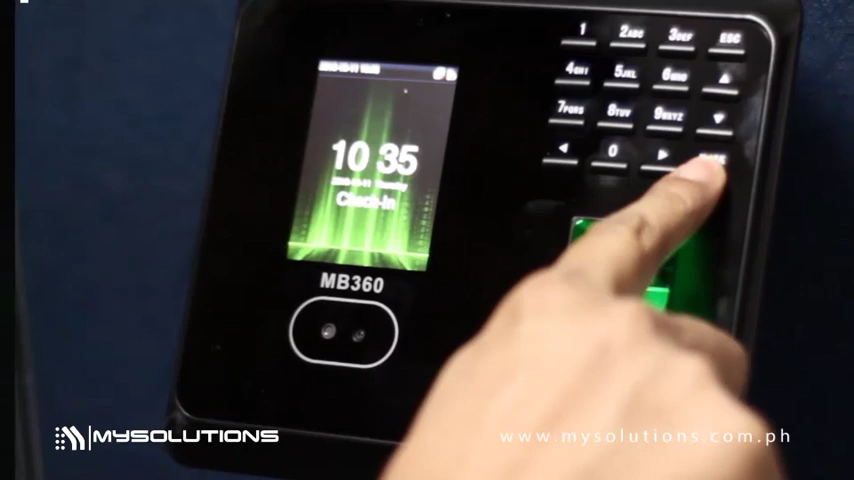 10 35
Check-In
MB360
1 2ABC 3DEF ESC
4GHI 5JKL 6MNO
7PQRS 8TUV 9WXYZ
0
MYSOLUTIONS
www.mysolutions.com.ph